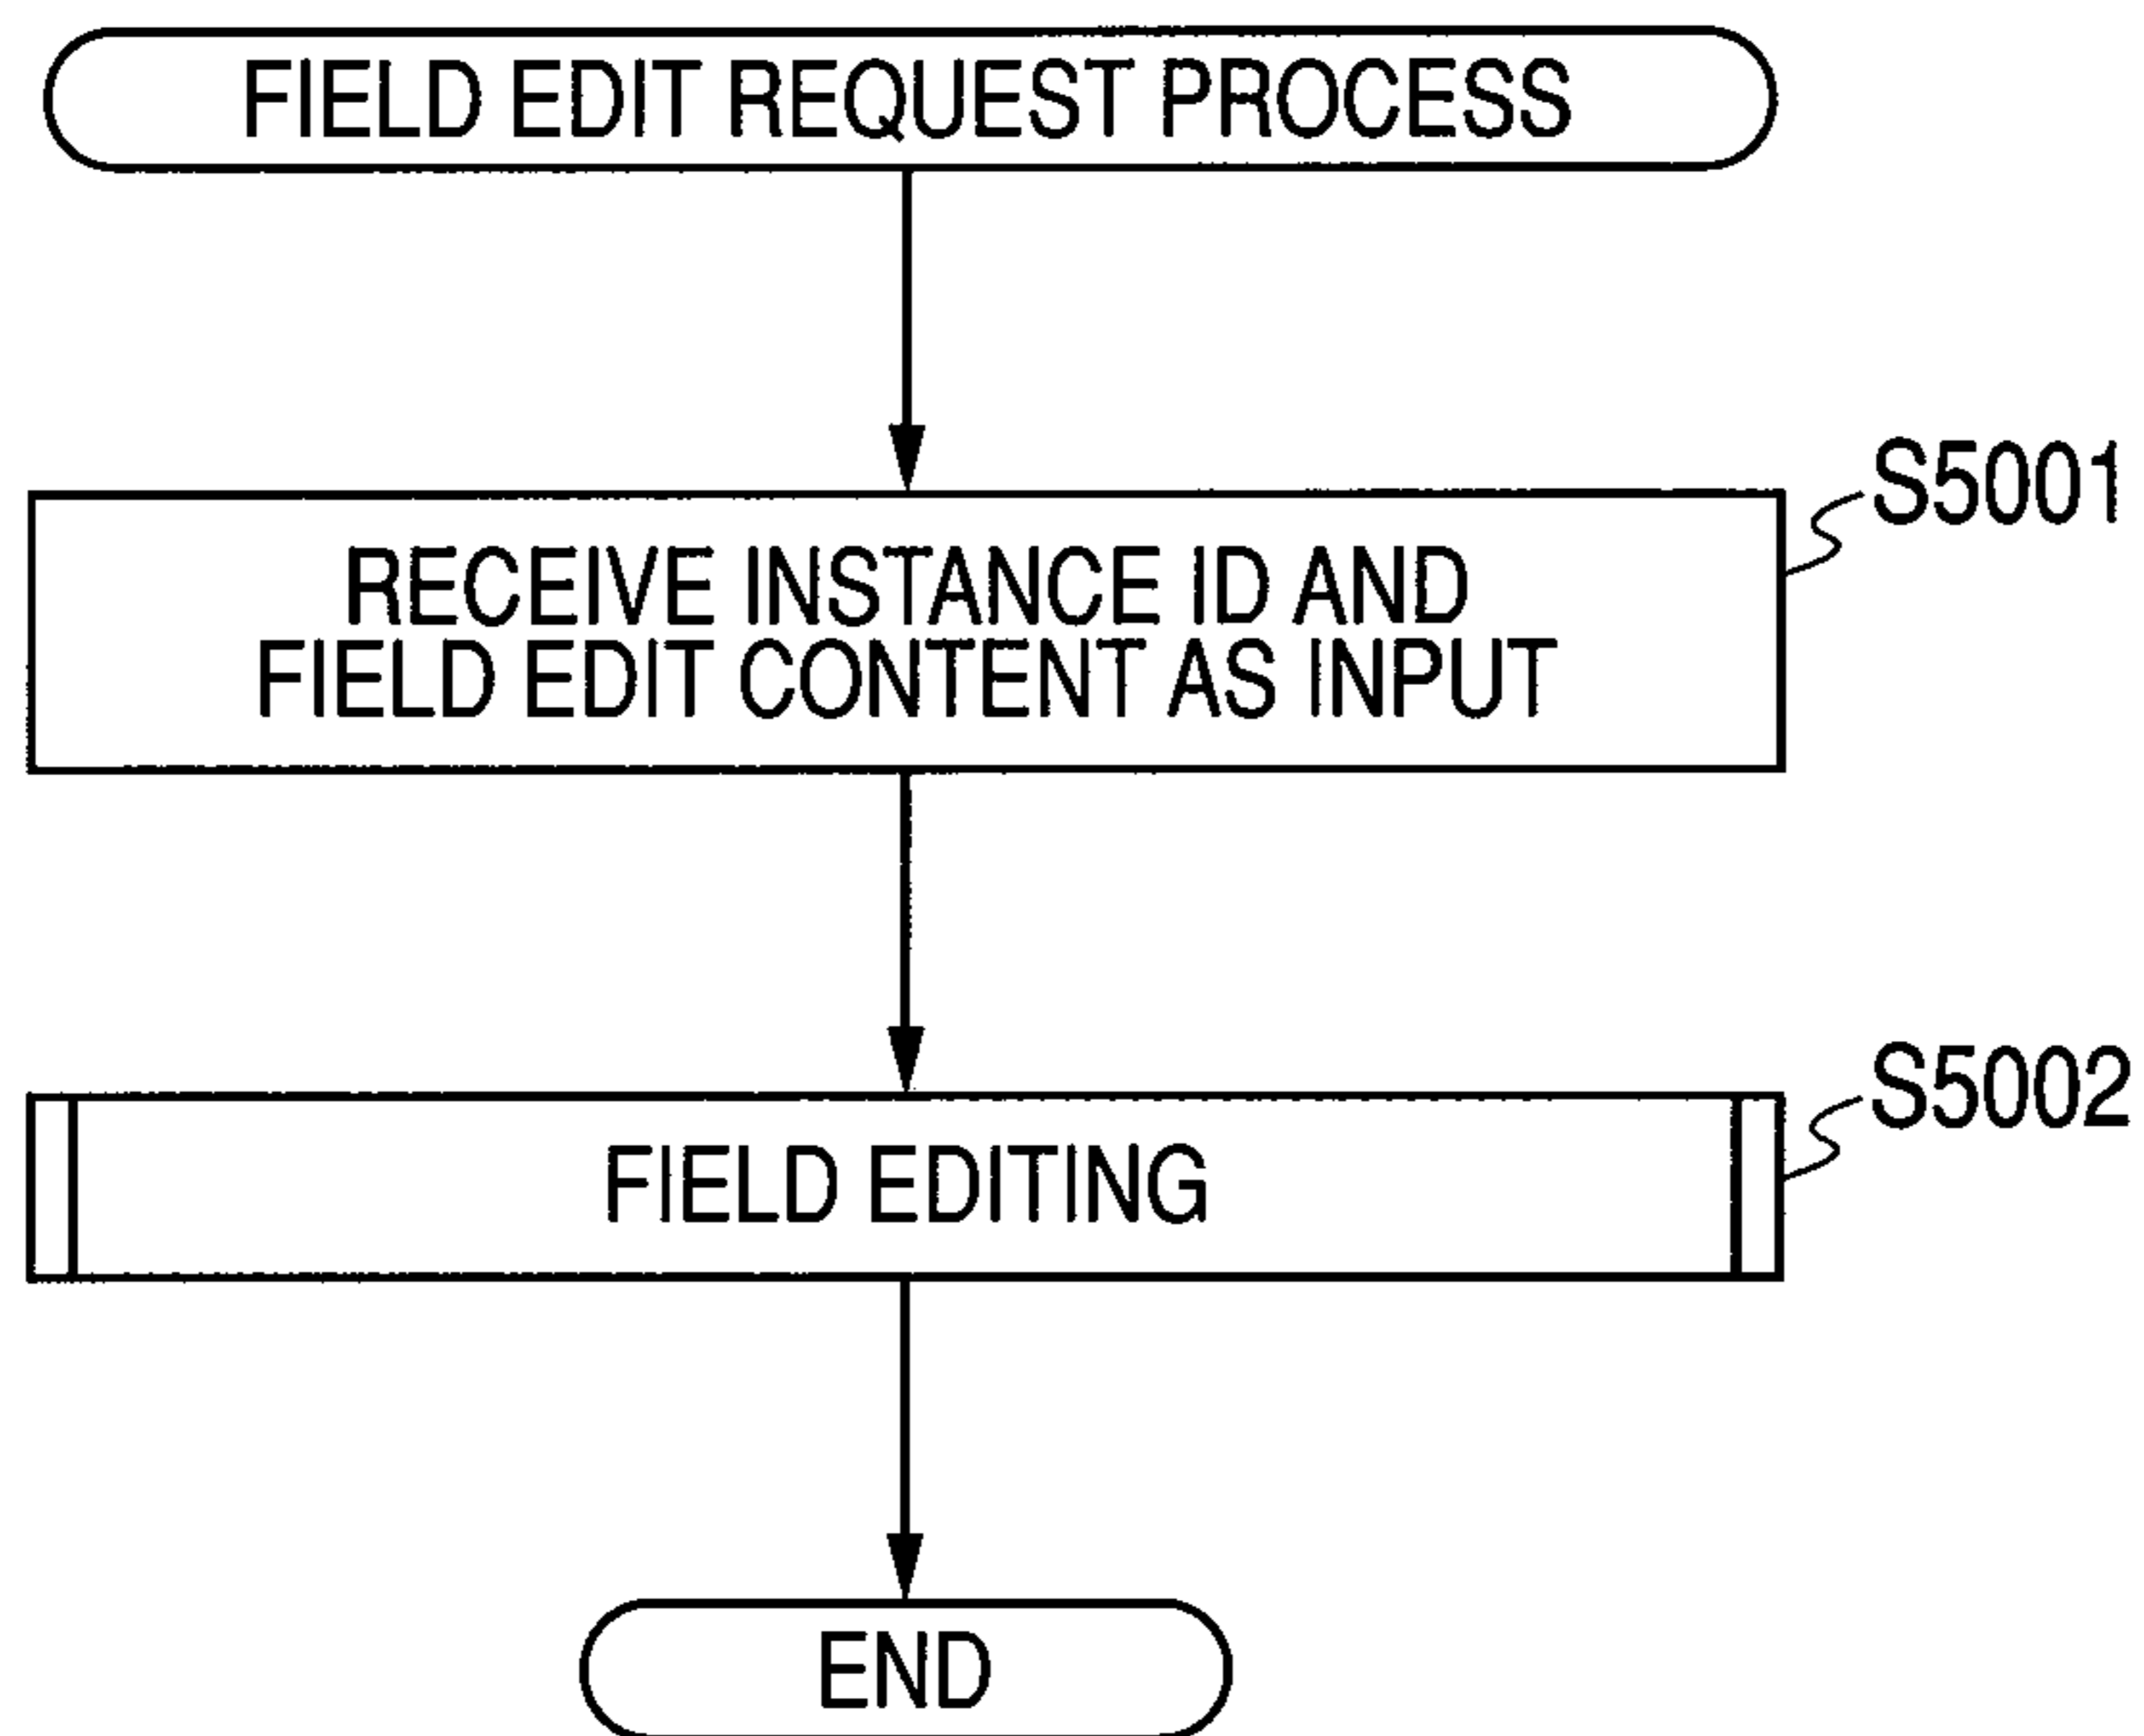 FIELD EDIT REQUEST PROCESS
S5001
RECEIVE INSTANCE ID AND
FIELD EDIT CONTENT AS INPUT
S5002
FIELD EDITING
END